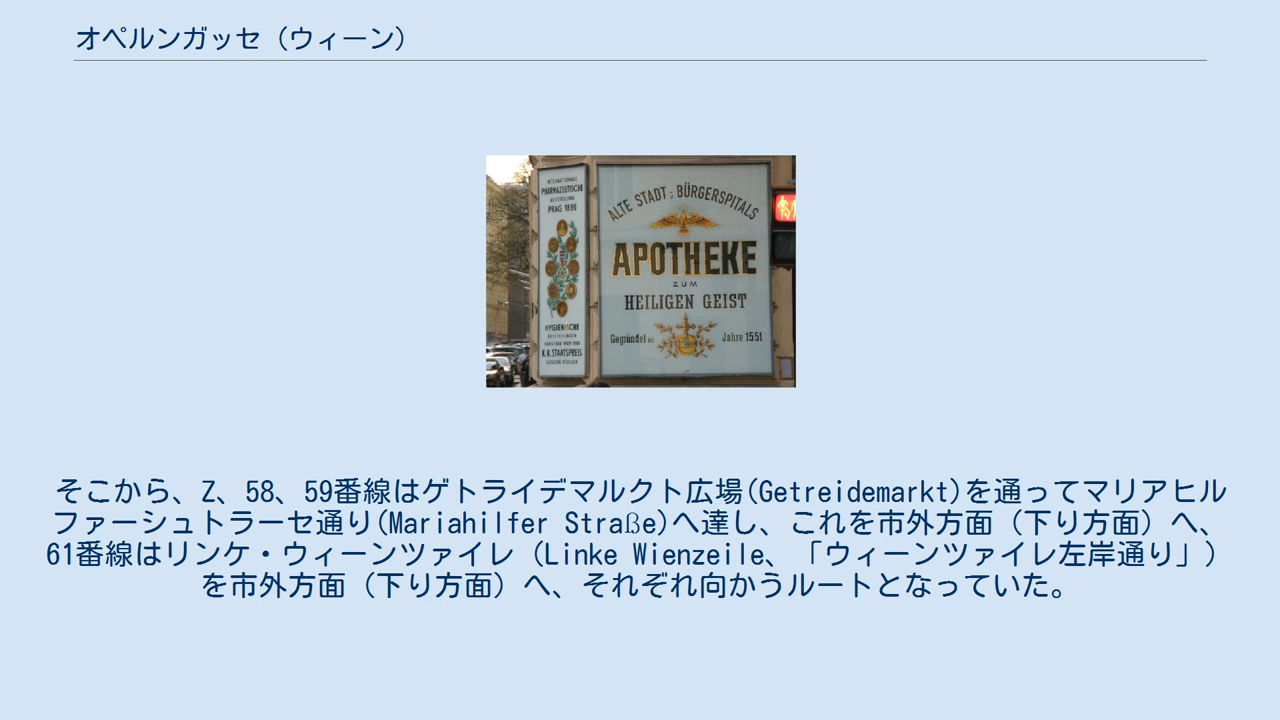 オペルンガッセ（ウィーン）
INTERNATIONALE
PHARMAZEUTISCHE
AUSSTELLUNG
PRAG 1896
HYGIENISCHE
K.K. STAATSPREIS
ALTE STADT- BÜRGERSPITALS
APOTHEKE
ZUM
HEILIGEN GEIST
Gegründet im Jahre 1551
そこから、Z、58、59番線はゲトライデマルクト広場(Getreidemarkt)を通ってマリアヒル
ファーシュトラーセ通り(Mariahilfer Straße)へ達し、これを市外方面（下り方面）へ、
61番線はリンケ・ウィーンツァイレ（Linke Wienzeile、「ウィーンツァイレ左岸通り」）
を市外方面（下り方面）へ、それぞれ向かうルートとなっていた。